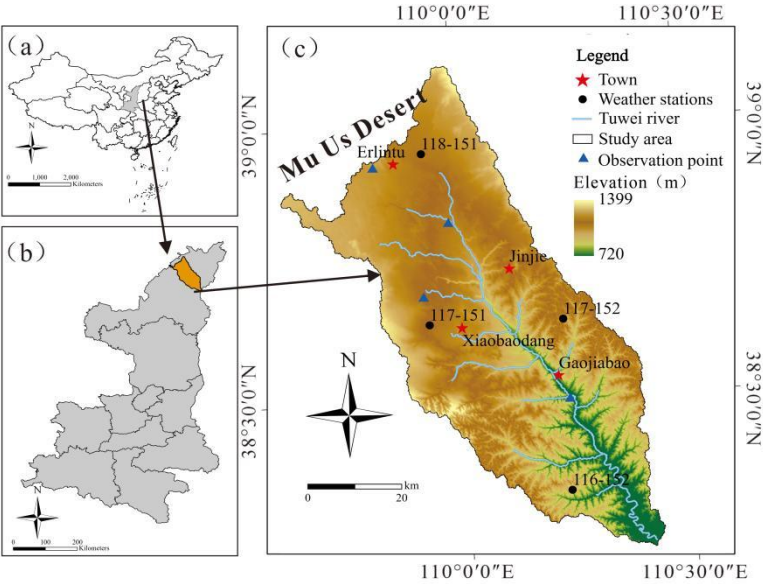 110°0′0″E
110°30′0″E
(a)
N
0 1,000 2,000
Kilometers
(b)
N
0 100 200
Kilometers
(c)
Mu Us Desert
39°0′0″N
38°30′0″N
Erlintu
118-151
Jinjie
117-151
117-152
Xiaobaodang
Gaojiabao
116-152
N
0 20 km
Legend
Town
Weather stations
Tuwei river
Study area
Observation point
Elevation（m）
1399
720
39°0′0″N
38°30′0″N
110°0′0″E
110°30′0″E